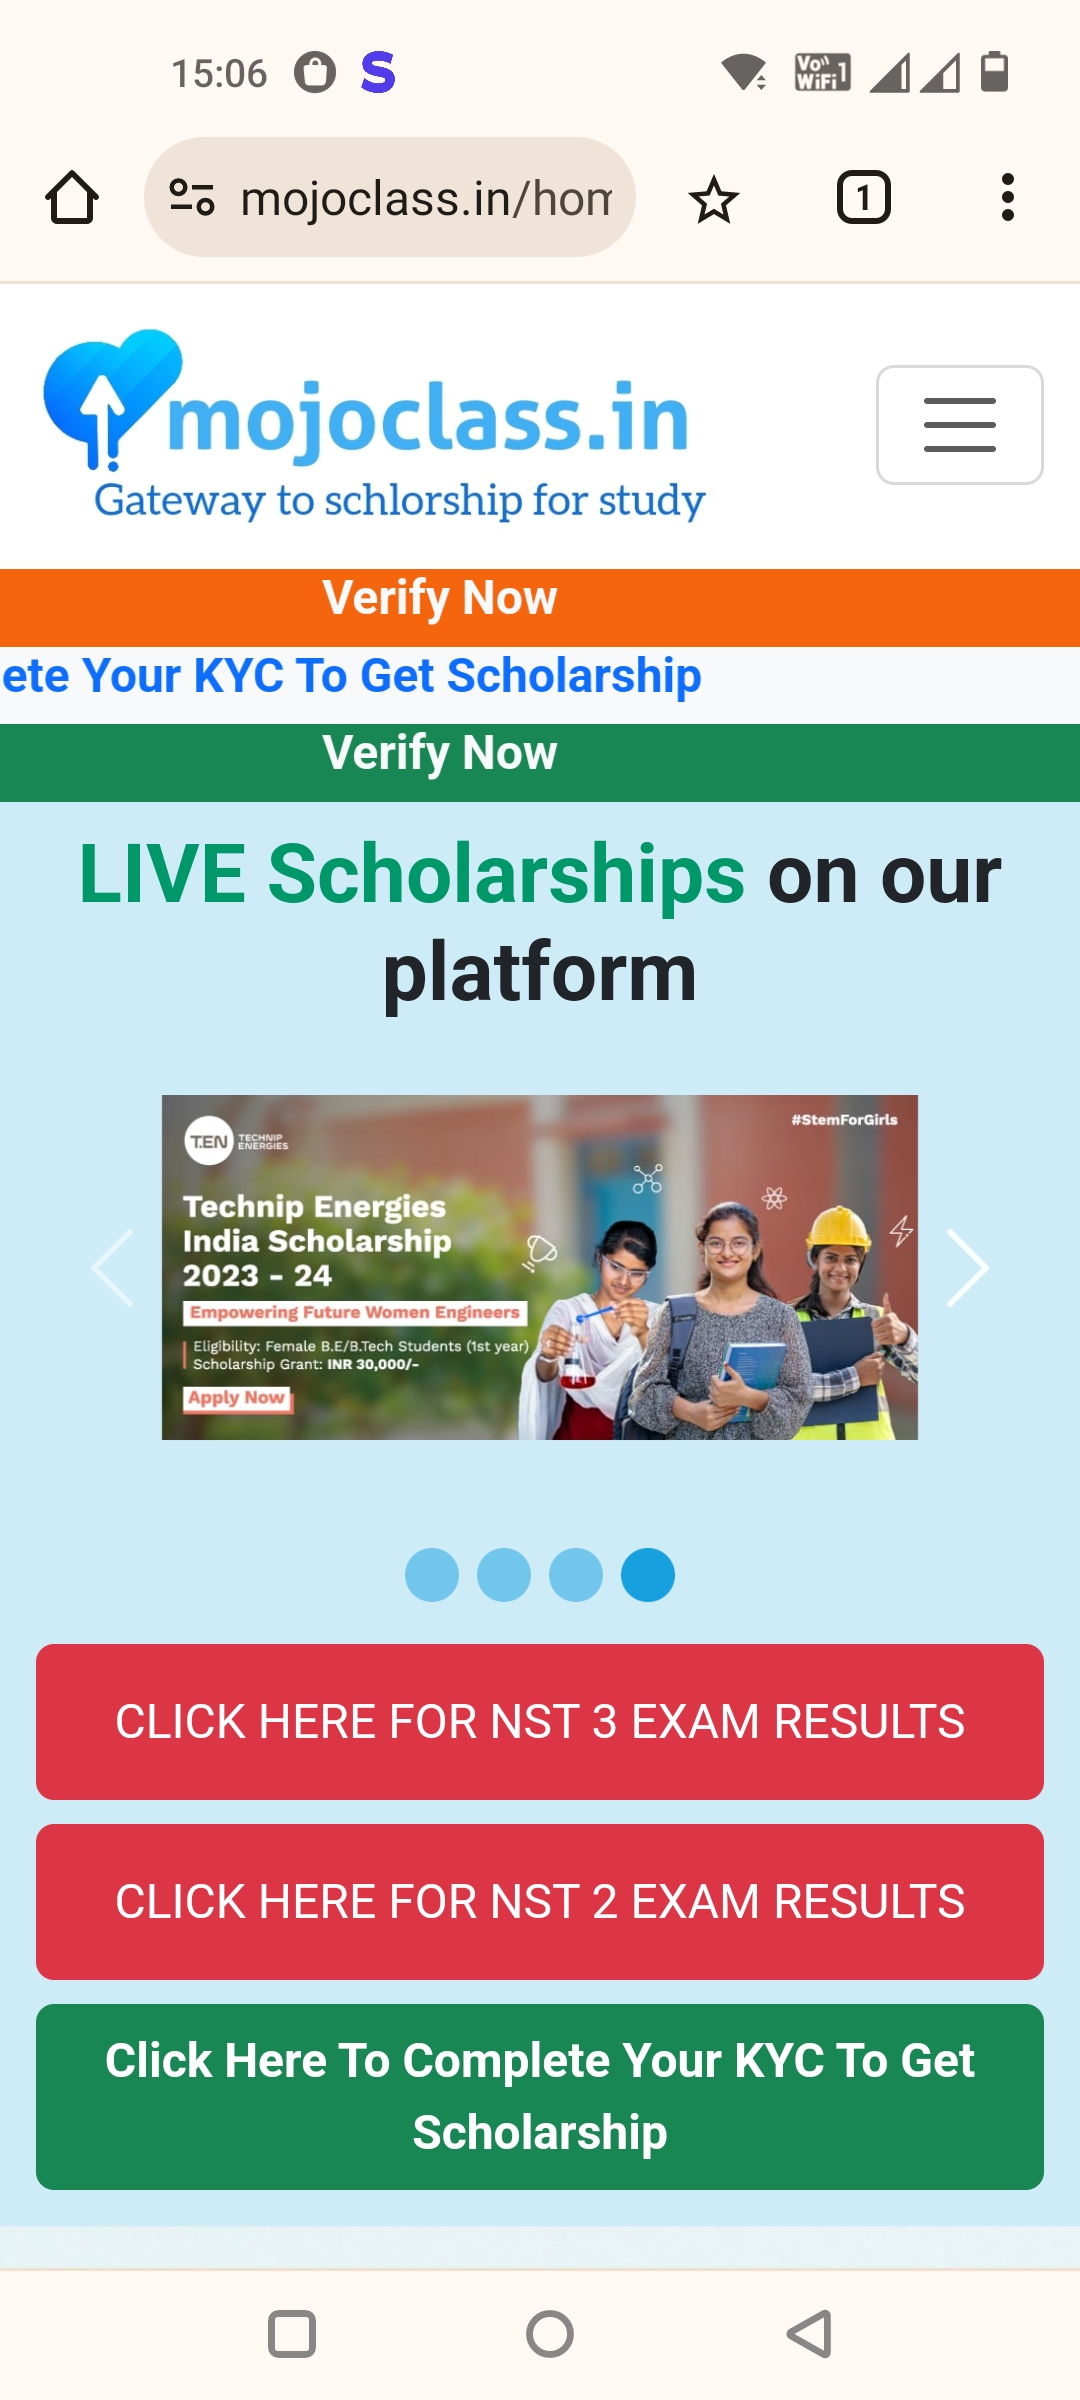 15:06
S
Vo)) WiFi 1
mojoclass.in/hom
1
mojoclass.in
Gateway to schlorship for study
Verify Now
ete Your KYC To Get Scholarship
Verify Now
LIVE Scholarships on our
platform
T.EN TECHNIP ENERGIES
#StemForGirls
Technip Energies
India Scholarship
2023 - 24
Empowering Future Women Engineers
Eligibility: Female B.E/B.Tech Students (1st year)
Scholarship Grant: INR 30,000/-
Apply Now
CLICK HERE FOR NST 3 EXAM RESULTS
CLICK HERE FOR NST 2 EXAM RESULTS
Click Here To Complete Your KYC To Get
Scholarship